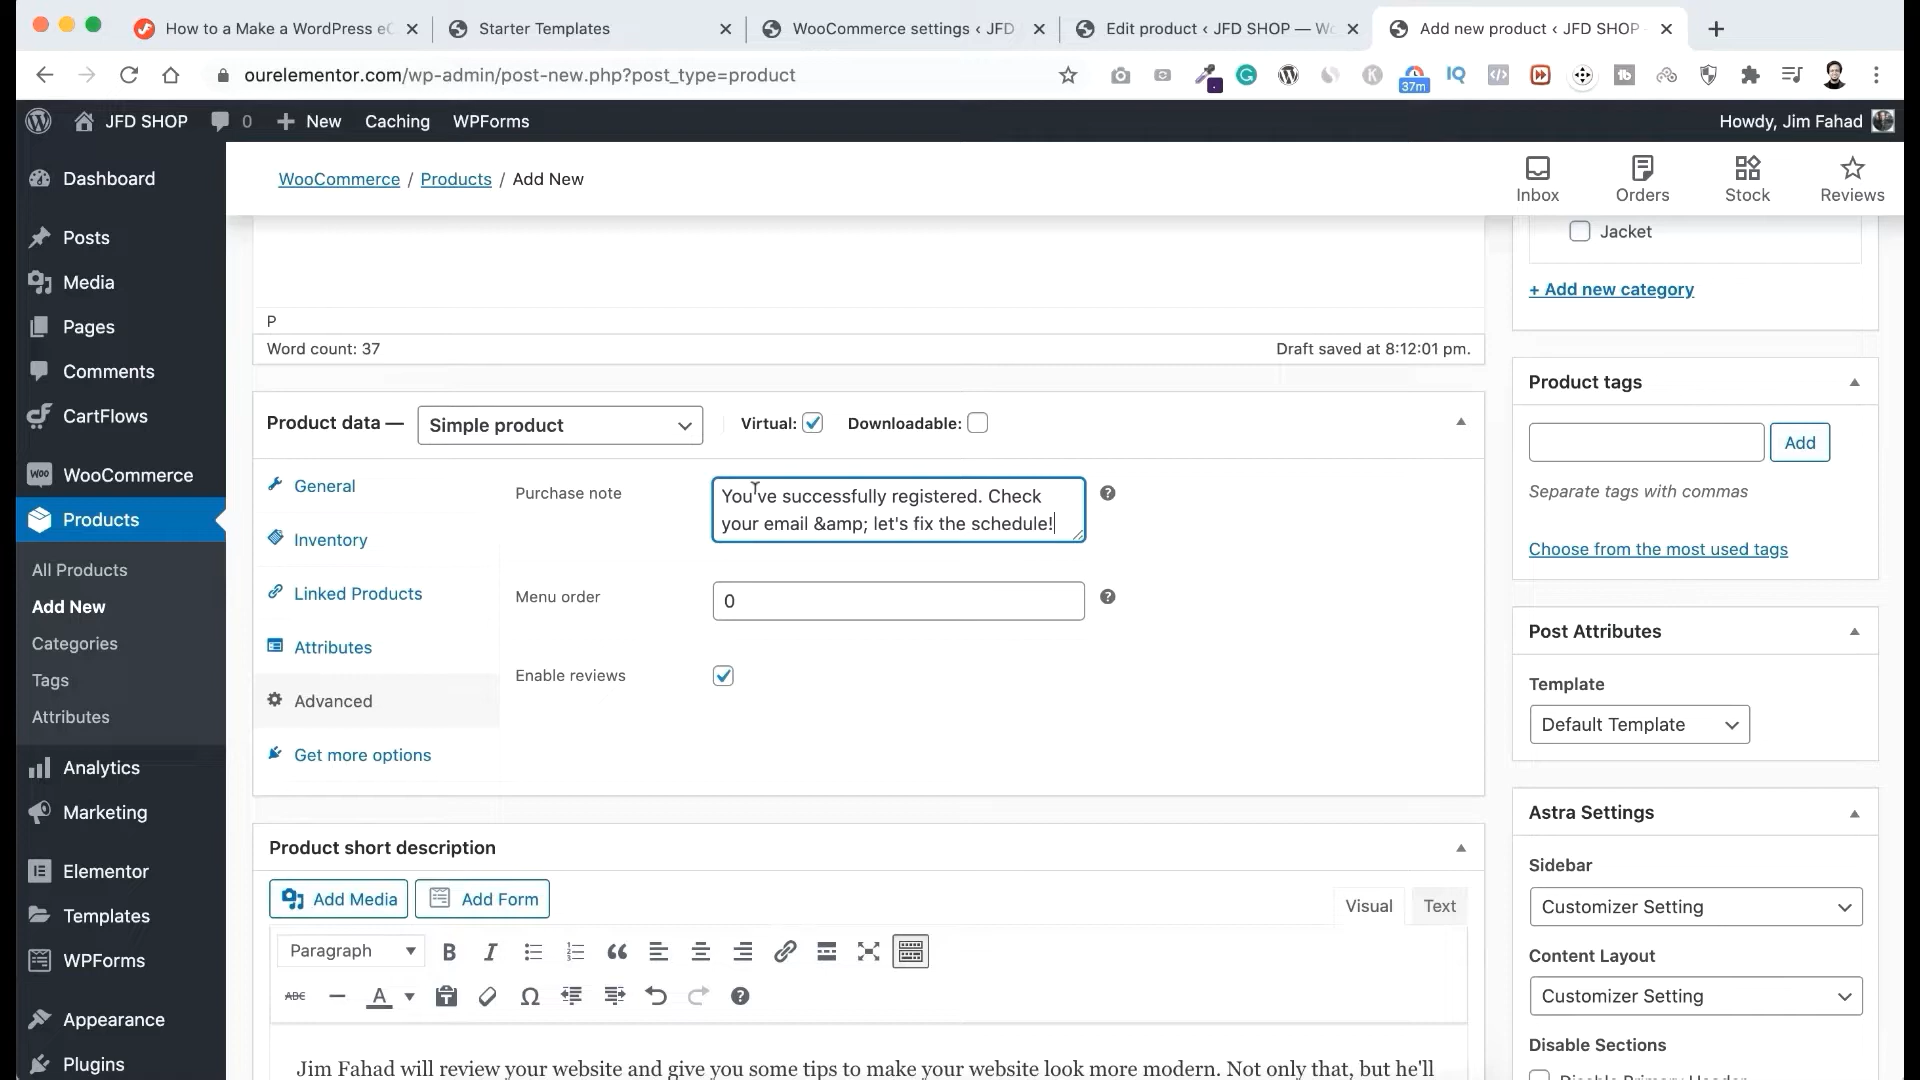 How to a Make a WordPress eC
Starter Templates
WooCommerce settings ‹ JFD
Edit product ‹ JFD SHOP — Wo
Add new product ‹ JFD SHOP
ourelementor.com/wp-admin/post-new.php?post_type=product
37m
JFD SHOP
0
New
Caching
WPForms
Howdy, Jim Fahad
Dashboard
Posts
Media
Pages
Comments
CartFlows
WooCommerce
Products
All Products
Add New
Categories
Tags
Attributes
Analytics
Marketing
Elementor
Templates
WPForms
Appearance
Plugins
WooCommerce / Products / Add New
Inbox
Orders
Stock
Reviews
P
Word count: 37
Draft saved at 8:12:01 pm.
Product data —
Simple product
Virtual:
Downloadable:
General
Inventory
Linked Products
Attributes
Advanced
Get more options
Purchase note
You've successfully registered. Check
your email &amp; let's fix the schedule!
Menu order
0
Enable reviews
Product short description
Add Media
Add Form
Visual
Text
Paragraph
Jim Fahad will review your website and give you some tips to make your website look more modern. Not only that, but he'll
Jacket
+ Add new category
Product tags
Add
Separate tags with commas
Choose from the most used tags
Post Attributes
Template
Default Template
Astra Settings
Sidebar
Customizer Setting
Content Layout
Customizer Setting
Disable Sections